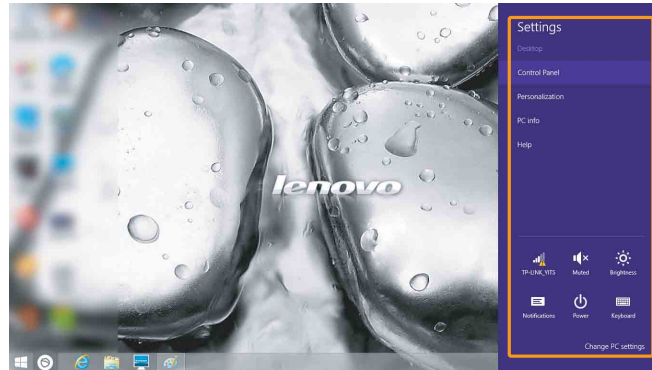 Settings
Desktop
Control Panel
Personalization
PC info
Help
lenovo
TP-LINK_YITS
Muted
Brightness
Notifications
Power
Keyboard
Change PC settings